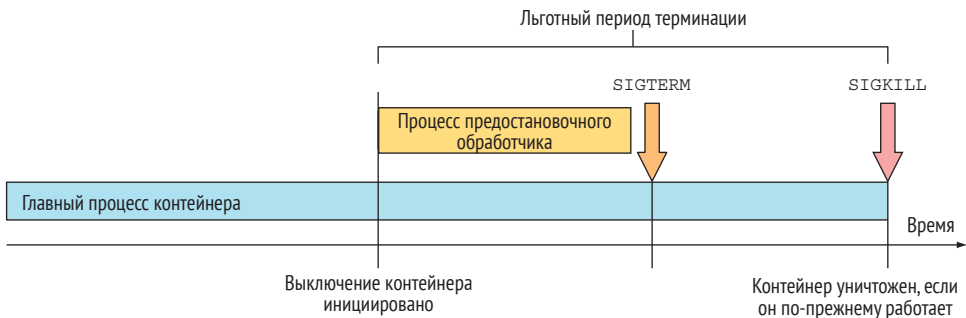 Льготный период терминации
SIGTERM
SIGKILL
Процесс предостановочного
обработчика
Главный процесс контейнера
Время
Выключение контейнера
инициировано
Контейнер уничтожен, если
он по-прежнему работает